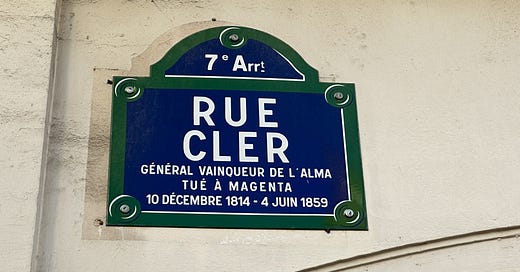 7e Arrt
RUE
CLER
GÉNÉRAL VAINQUEUR DE L'ALMA
TUÉ À MAGENTA
10 DÉCEMBRE 1814 - 4 JUIN 1859